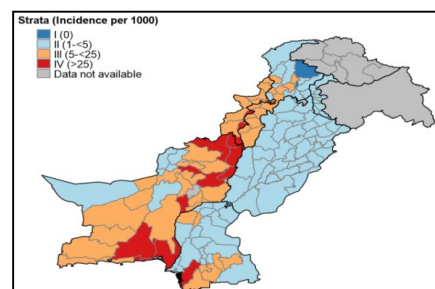 Strata (Incidence per 1000)
I (0)
II (1-<5)
III (5-<25)
IV (>25)
Data not available